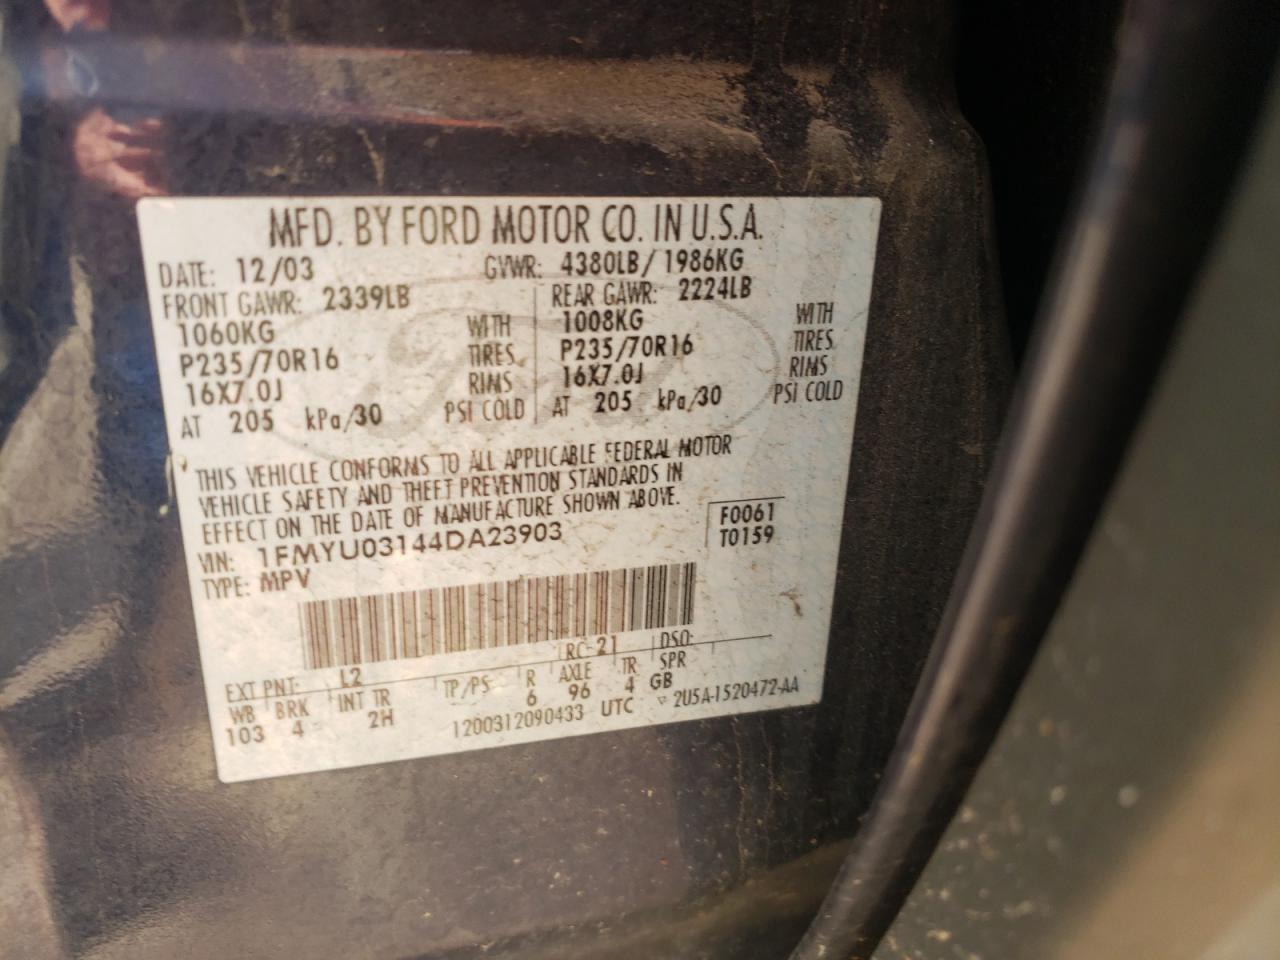 MFD. BY FORD MOTOR CO. IN U.S.A.
DATE: 12/03 GVWR: 4380LB/1986KG
FRONT GAWR: 2339LB REAR GAWR: 2224LB
1060KG WITH 1008KG WITH
P235/70R16 TIRES P235/70R16 TIRES
16X7.0J RIMS 16X7.0J RIMS
AT 205 kPa/30 PSI COLD AT 205 kPa/30 PSI COLD
THIS VEHICLE CONFORMS TO ALL APPLICABLE FEDERAL MOTOR
VEHICLE SAFETY AND THEFT PREVENTION STANDARDS IN
EFFECT ON THE DATE OF MANUFACTURE SHOWN ABOVE.
VIN: 1FMYU03144DA23903 F0061
TYPE: MPV T0159
EXT PNT: L2 RC: 21 DSO:
WB BRK INT TR TP/PS R AXLE TR SPR
103 4 2H 6 96 4 GB
1200312090433 UTC ▽ 2U5A-1520472-AA